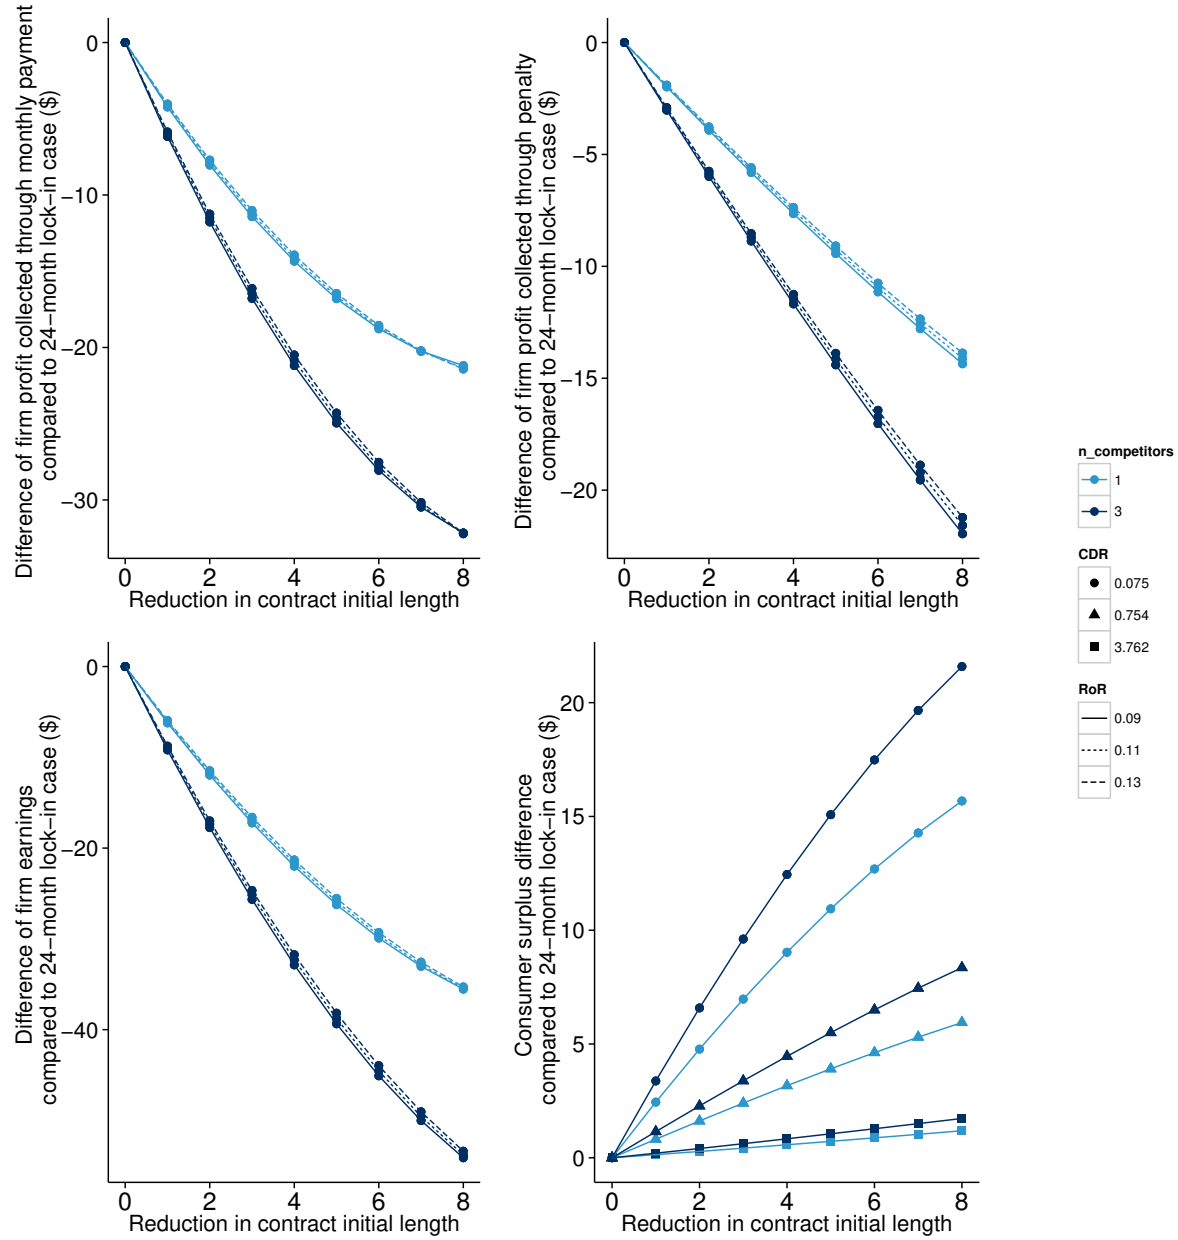 Difference of firm profit collected through monthly payment
compared to 24−month lock−in case ($)
0
−10
−20
−30
0 2 4 6 8
Reduction in contract initial length
Difference of firm profit collected through penalty
compared to 24−month lock−in case ($)
0
−5
−10
−15
−20
0 2 4 6 8
Reduction in contract initial length
Difference of firm earnings
compared to 24−month lock−in case ($)
0
−20
−40
0 2 4 6 8
Reduction in contract initial length
Consumer surplus difference
compared to 24−month lock−in case ($)
20
15
10
5
0
0 2 4 6 8
Reduction in contract initial length
n_competitors
1
3
CDR
0.075
0.754
3.762
RoR
0.09
0.11
0.13